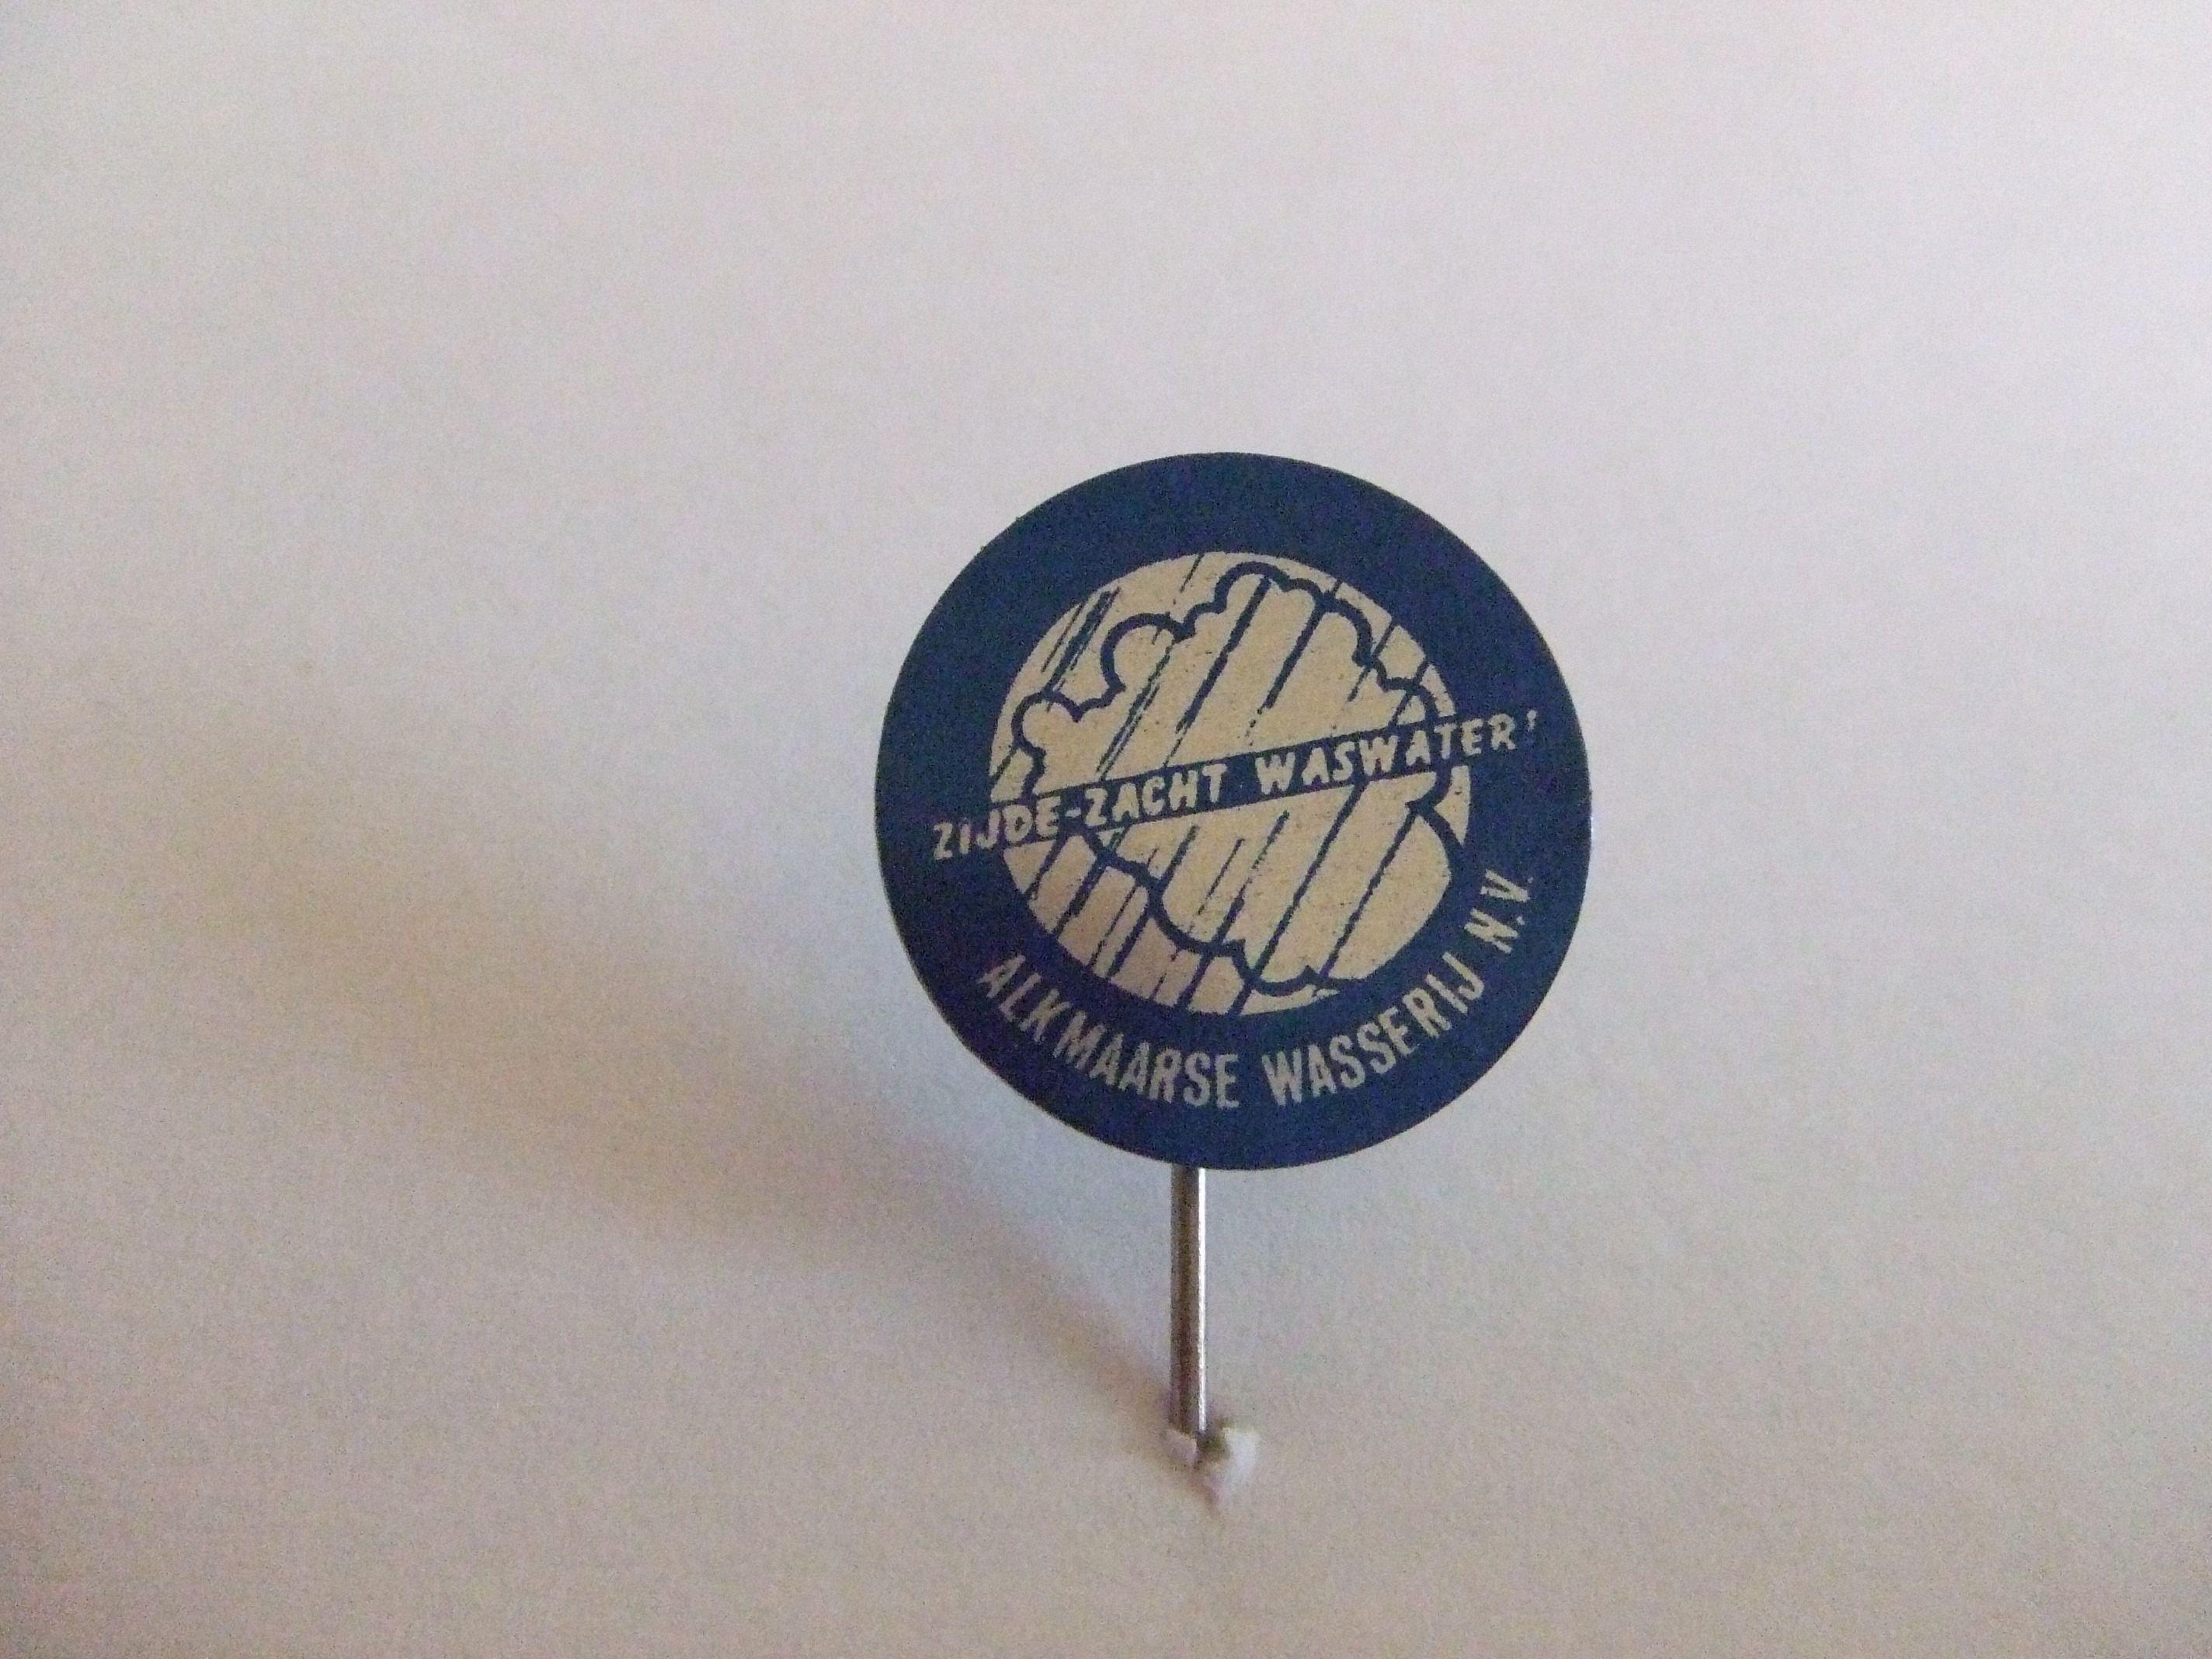 ZIJDE-ZACHT WASWATER!
ALKMAARSE WASSERIJ N.V.